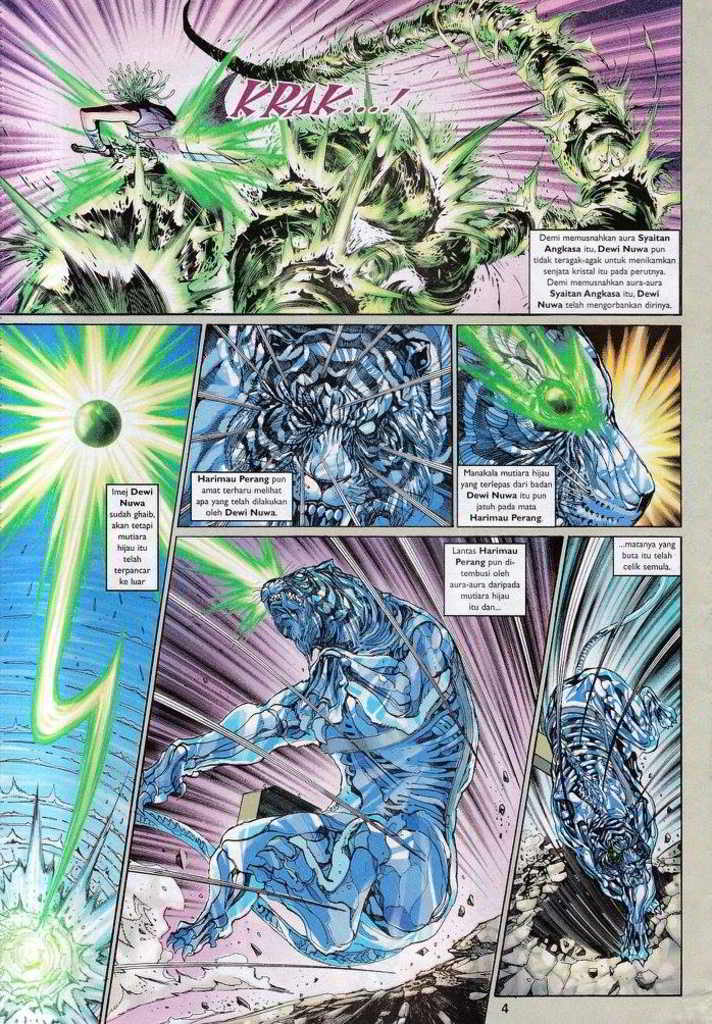 KRAK...!
Demi memusnahkan aura Syaitan
Angkasa itu, Dewi Nuwa pun
tidak teragak-agak untuk menikamkan
senjata kristal itu pada perutnya.
Demi memusnahkan aura-aura
Syaitan Angkasa itu, Dewi
Nuwa telah mengorbankan dirinya.
Imej Dewi
Nuwa
sudah ghaib,
akan tetapi
mutiara
hijau itu
telah
terpancar
ke luar
Harimau Perang pun
amat terharu melihat
apa yang telah dilakukan
oleh Dewi Nuwa.
Manakala mutiara hijau
yang terlepas dari badan
Dewi Nuwa itu pun
jatuh pada mata
Harimau Perang.
Lantas Harimau
Perang pun di-
tembusi oleh
aura-aura daripada
mutiara hijau
itu dan...
...matanya yang
buta itu telah
celik semula.
4